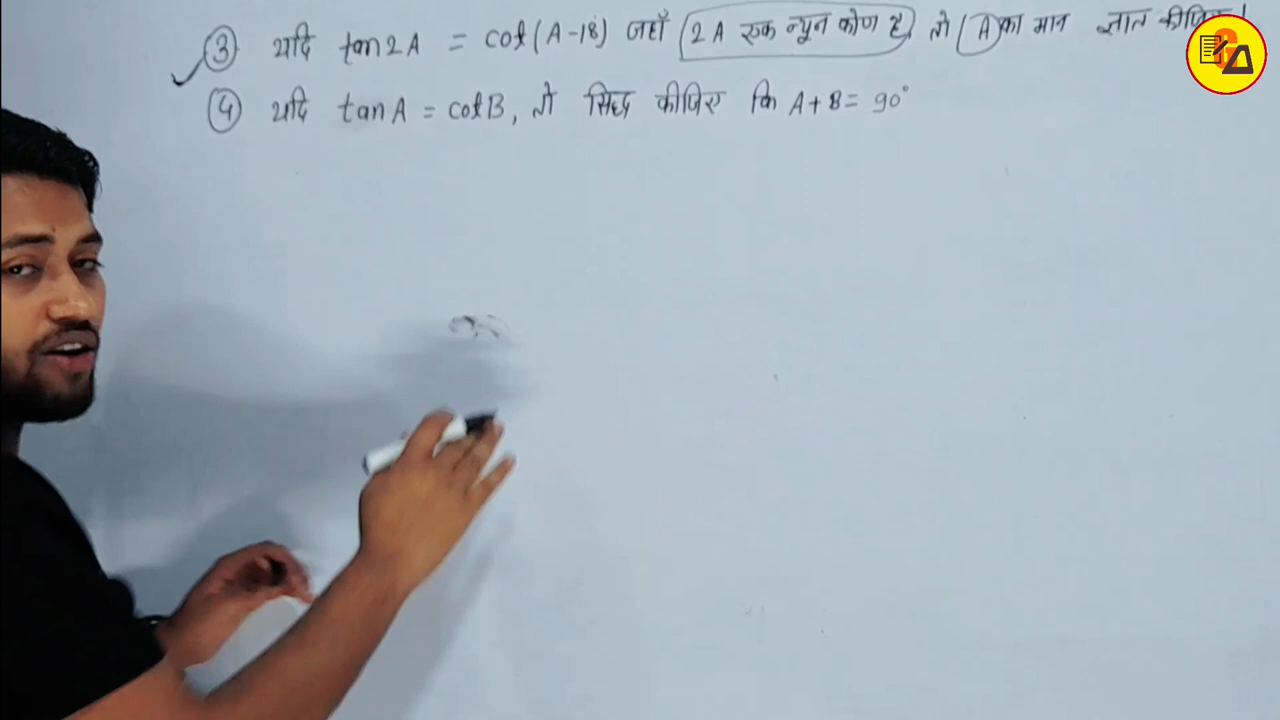 ③ यदि tan2A = cot(A-18°) जहाँ 2A एक न्यून कोण है, तो A का मान ज्ञात कीजिए।
④ यदि tanA = cotB, तो सिद्ध कीजिए कि A+B = 90°